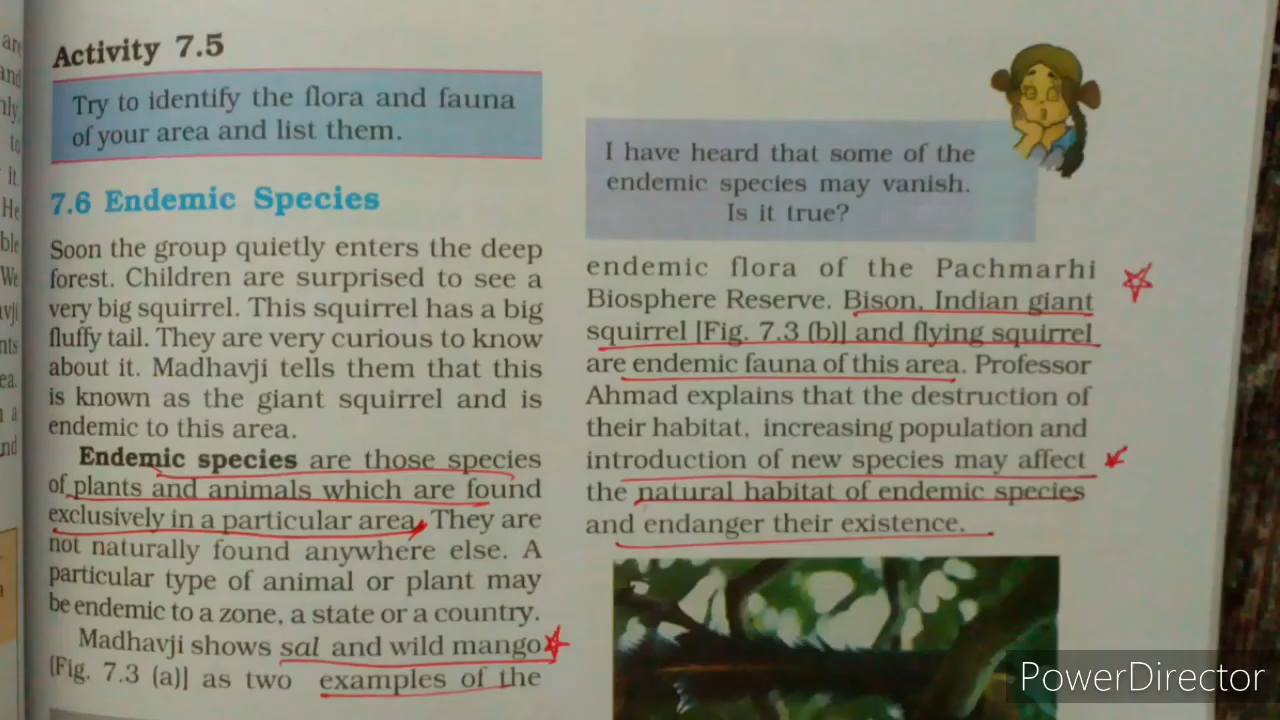 Activity 7.5
Try to identify the flora and fauna
of your area and list them.
7.6 Endemic Species
Soon the group quietly enters the deep
forest. Children are surprised to see a
very big squirrel. This squirrel has a big
fluffy tail. They are very curious to know
about it. Madhavji tells them that this
is known as the giant squirrel and is
endemic to this area.
Endemic species are those species
of plants and animals which are found
exclusively in a particular area. They are
not naturally found anywhere else. A
particular type of animal or plant may
be endemic to a zone, a state or a country.
Madhavji shows sal and wild mango
[Fig. 7.3 (a)] as two examples of the
I have heard that some of the
endemic species may vanish.
Is it true?
endemic flora of the Pachmarhi
Biosphere Reserve. Bison, Indian giant
squirrel [Fig. 7.3 (b)] and flying squirrel
are endemic fauna of this area. Professor
Ahmad explains that the destruction of
their habitat, increasing population and
introduction of new species may affect
the natural habitat of endemic species
and endanger their existence.
PowerDirector